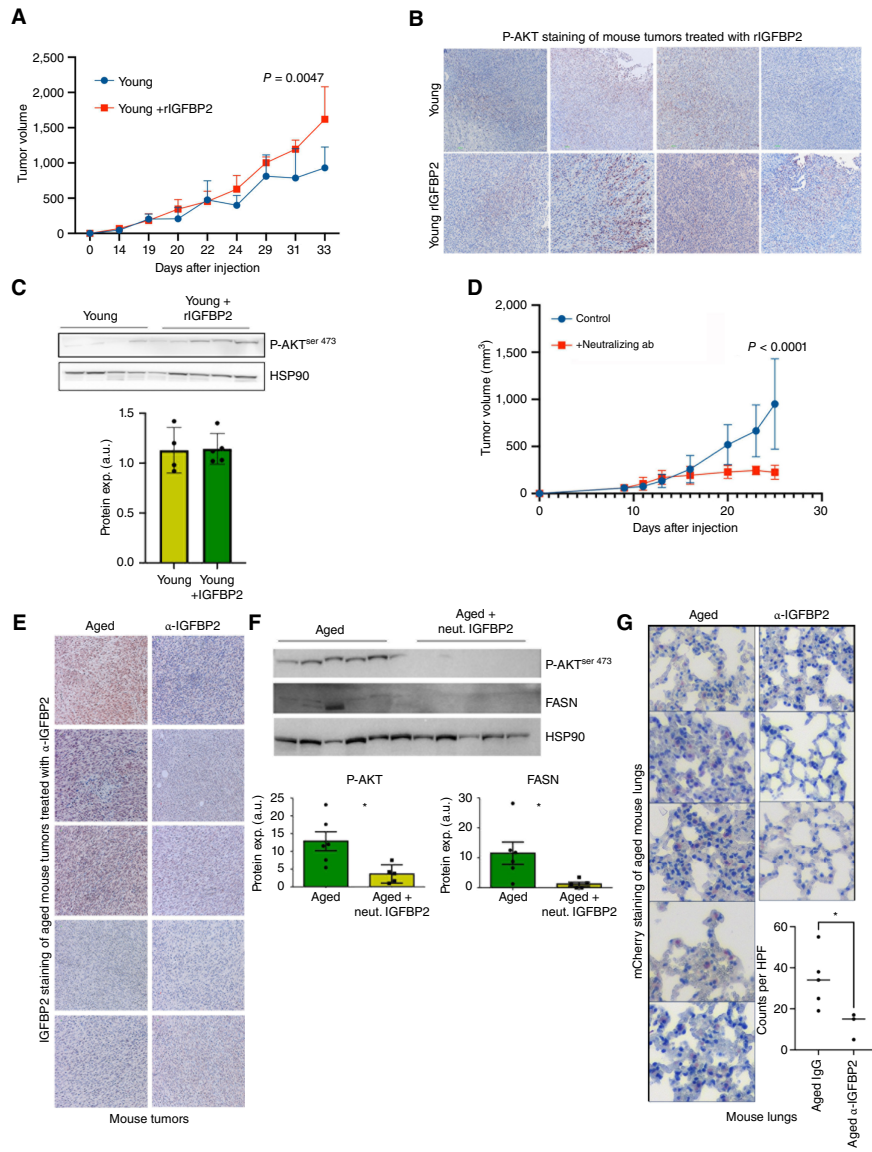 A
2,500
2,000
1,500
1,000
500
0
Tumor volume
Young
Young +rIGFBP2
P = 0.0047
0 14 19 20 22 24 29 31 33
Days after injection
B
P-AKT staining of mouse tumors treated with rIGFBP2
Young
Young rIGFBP2
C
Young
Young +
rIGFBP2
P-AKTser 473
HSP90
1.5
1.0
0.5
0.0
Protein exp. (a.u.)
Young
Young
+IGFBP2
D
2,000
1,500
1,000
500
0
Tumor volume (mm3)
Control
+Neutralizing ab
P < 0.0001
0 10 20 30
Days after injection
E
Aged α-IGFBP2
IGFBP2 staining of aged mouse tumors treated with α-IGFBP2
Mouse tumors
F
Aged
Aged +
neut. IGFBP2
P-AKTser 473
FASN
HSP90
P-AKT
25
20
15
10
5
0
Protein exp. (a.u.)
*
Aged
Aged +
neut. IGFBP2
FASN
30
20
10
0
Protein exp. (a.u.)
*
Aged
Aged +
neut. IGFBP2
G
Aged α-IGFBP2
mCherry staining of aged mouse lungs
60
40
20
0
Counts per HPF
*
Aged IgG
Aged α-IGFBP2
Mouse lungs